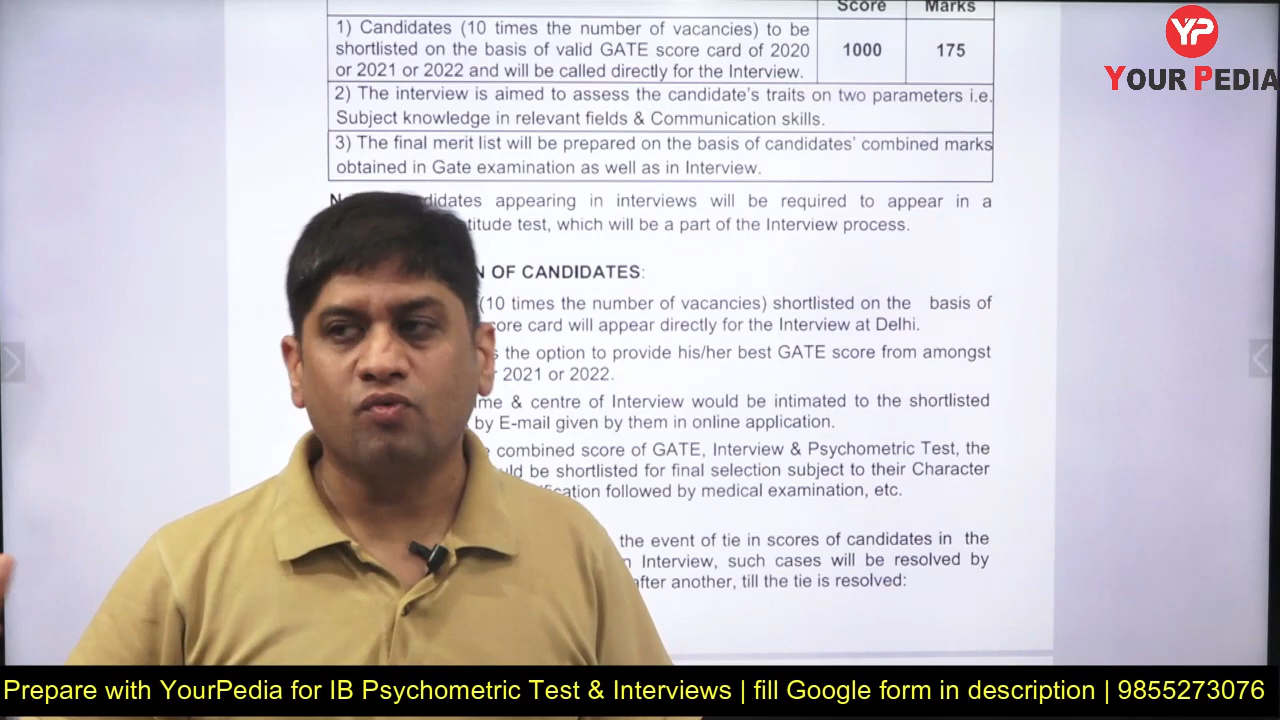 Score Marks
1) Candidates (10 times the number of vacancies) to be
shortlisted on the basis of valid GATE score card of 2020
or 2021 or 2022 and will be called directly for the Interview.
1000 175
2) The interview is aimed to assess the candidate's traits on two parameters i.e.
Subject knowledge in relevant fields & Communication skills.
3) The final merit list will be prepared on the basis of candidates' combined marks
obtained in Gate examination as well as in Interview.
appearing in interviews will be required to appear in a
test, which will be a part of the Interview process.
OF CANDIDATES:
(10 times the number of vacancies) shortlisted on the basis of
card will appear directly for the Interview at Delhi.
the option to provide his/her best GATE score from amongst
2021 or 2022.
& centre of Interview would be intimated to the shortlisted
by E-mail given by them in online application.
combined score of GATE, Interview & Psychometric Test, the
be shortlisted for final selection subject to their Character
followed by medical examination, etc.
the event of tie in scores of candidates in the
Interview, such cases will be resolved by
after another, till the tie is resolved:
YP
YOUR PEDIA
Prepare with YourPedia for IB Psychometric Test & Interviews | fill Google form in description | 9855273076